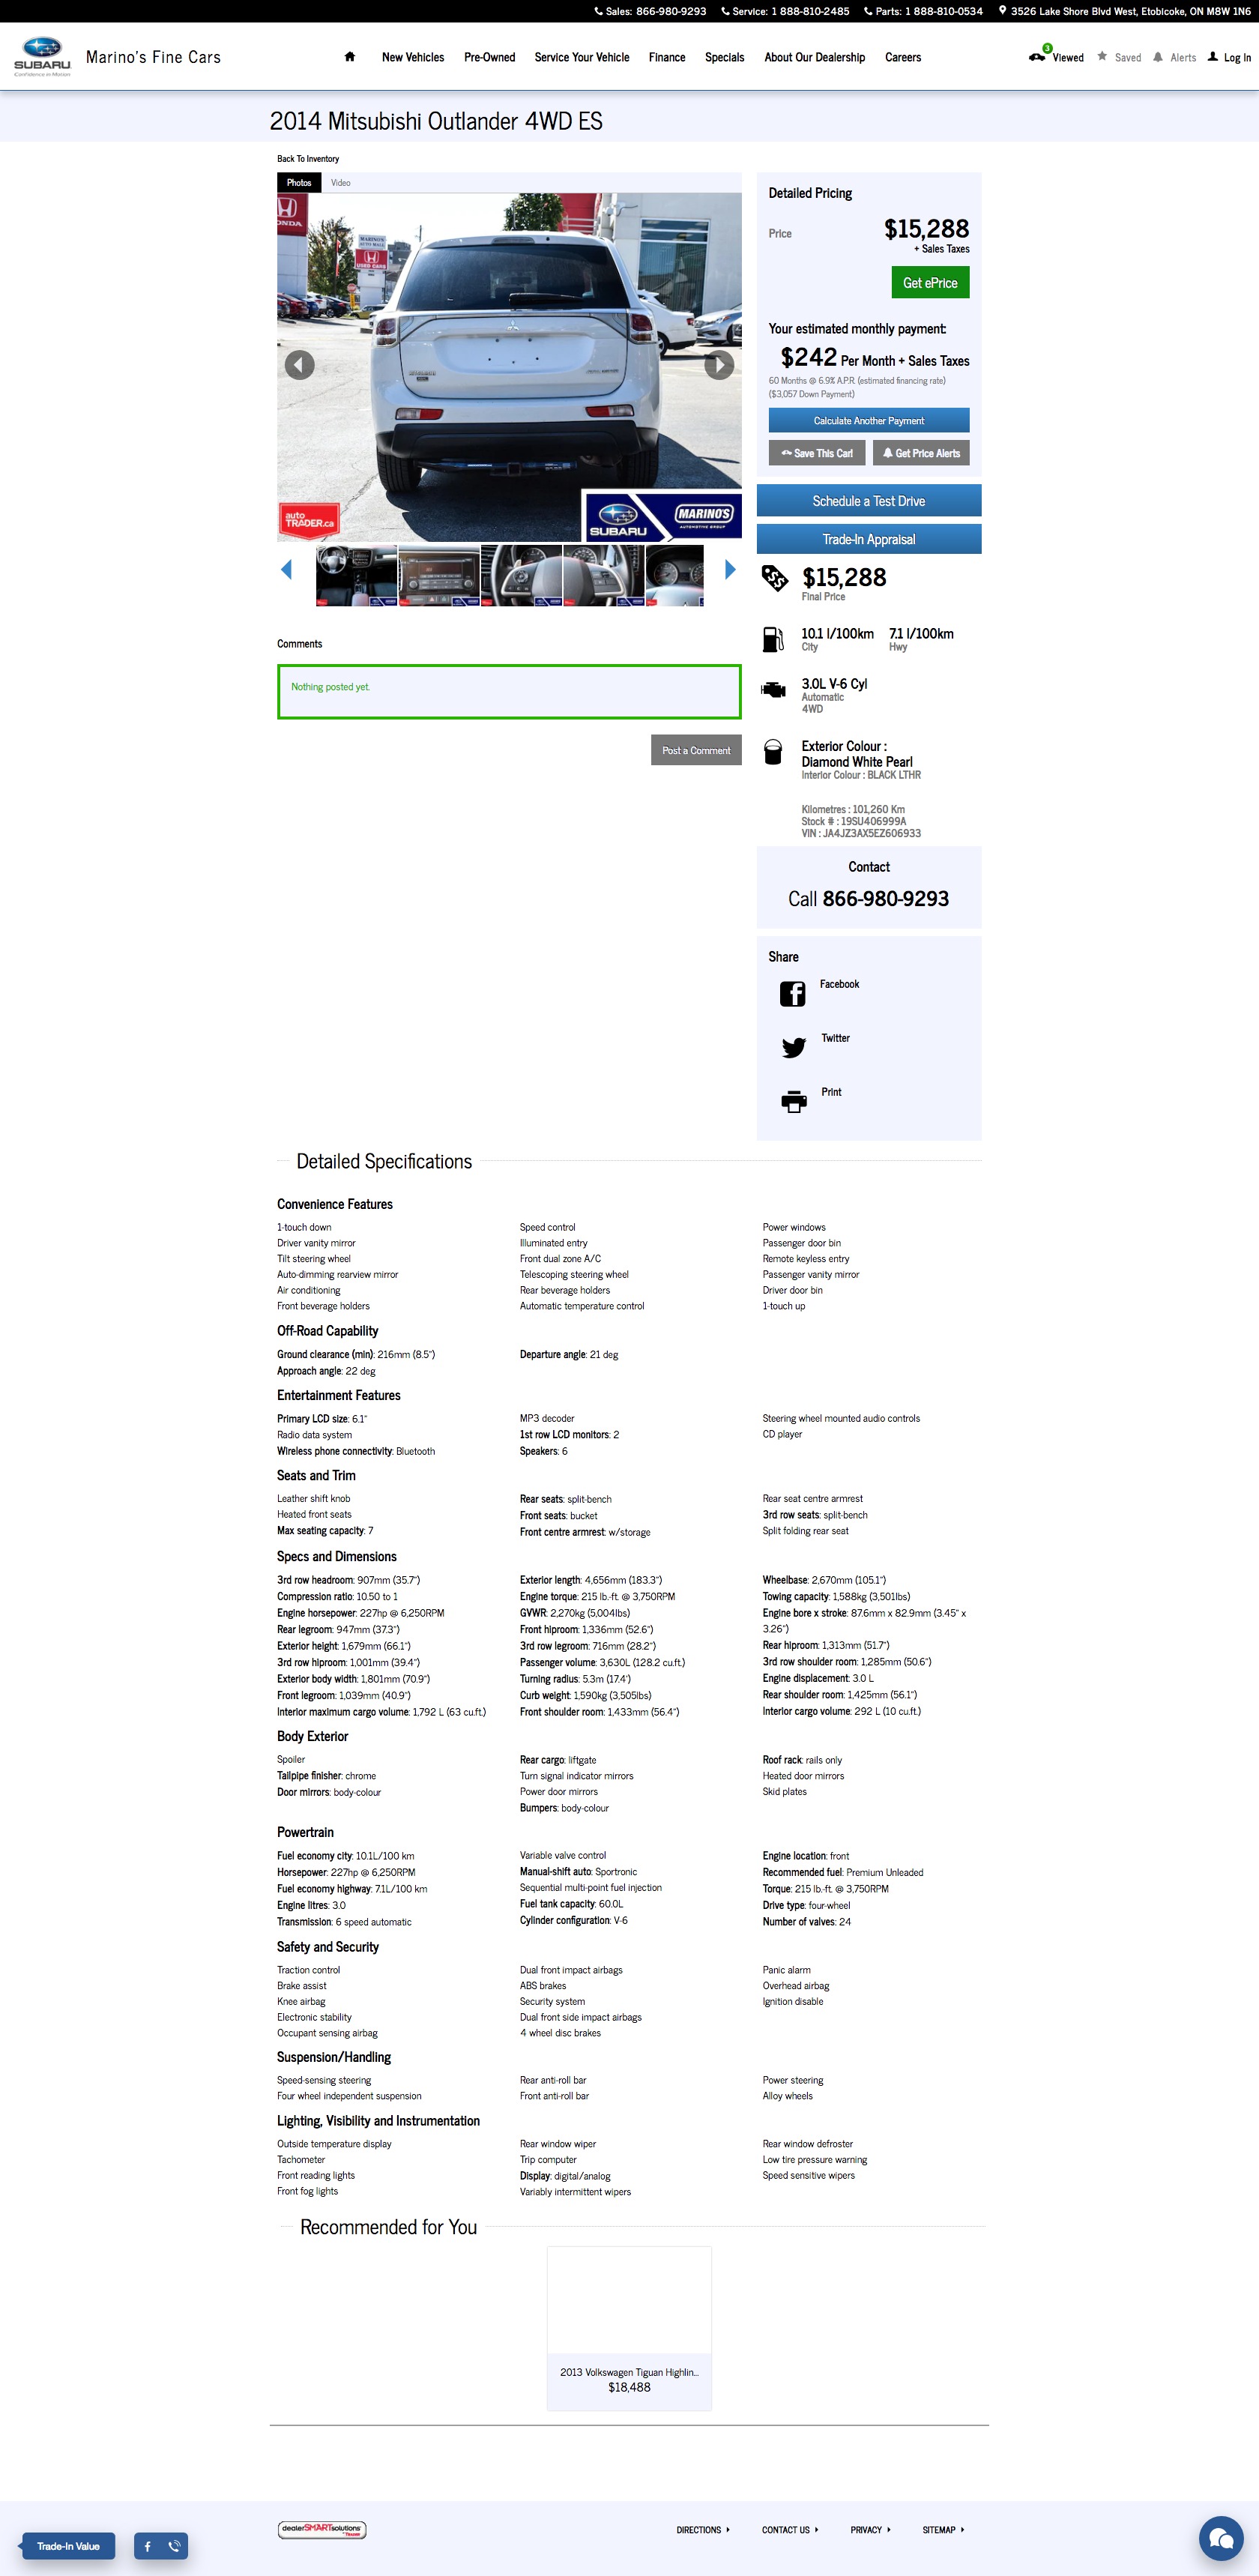 Sales: 866-980-9293 Service: 1 888-810-2485 Parts: 1 888-810-0534 3526 Lake Shore Blvd West, Etobicoke, ON M8W 1N6
SUBARU
Confidence in Motion
Marino's Fine Cars
New Vehicles Pre-Owned Service Your Vehicle Finance Specials About Our Dealership Careers
3
Viewed Saved Alerts Log In
2014 Mitsubishi Outlander 4WD ES
Back To Inventory
Photos Video
HONDA
MARINO'S
USED CARS
autoTRADER.ca
SUBARU
MARINO'S
AUTOMOTIVE GROUP
Comments
Nothing posted yet.
Post a Comment
Detailed Pricing
Price $15,288
+ Sales Taxes
Get ePrice
Your estimated monthly payment:
$242 Per Month + Sales Taxes
60 Months @ 6.9% A.P.R. (estimated financing rate)
($3,057 Down Payment)
Calculate Another Payment
Save This Car!
Get Price Alerts
Schedule a Test Drive
Trade-In Appraisal
$15,288
Final Price
10.1 l/100km 7.1 l/100km
City Hwy
3.0L V-6 Cyl
Automatic
4WD
Exterior Colour :
Diamond White Pearl
Interior Colour : BLACK LTHR
Kilometres : 101,260 Km
Stock # : 19SU406999A
VIN : JA4JZ3AX5EZ606933
Contact
Call 866-980-9293
Share
Facebook
Twitter
Print
Detailed Specifications
Convenience Features
1-touch down Speed control Power windows
Driver vanity mirror Illuminated entry Passenger door bin
Tilt steering wheel Front dual zone A/C Remote keyless entry
Auto-dimming rearview mirror Telescoping steering wheel Passenger vanity mirror
Air conditioning Rear beverage holders Driver door bin
Front beverage holders Automatic temperature control 1-touch up
Off-Road Capability
Ground clearance (min): 216mm (8.5") Departure angle: 21 deg
Approach angle: 22 deg
Entertainment Features
Primary LCD size: 6.1" MP3 decoder Steering wheel mounted audio controls
Radio data system 1st row LCD monitors: 2 CD player
Wireless phone connectivity: Bluetooth Speakers: 6
Seats and Trim
Leather shift knob Rear seats: split-bench Rear seat centre armrest
Heated front seats Front seats: bucket 3rd row seats: split-bench
Max seating capacity: 7 Front centre armrest: w/storage Split folding rear seat
Specs and Dimensions
3rd row headroom: 907mm (35.7") Exterior length: 4,656mm (183.3") Wheelbase: 2,670mm (105.1")
Compression ratio: 10.50 to 1 Engine torque: 215 lb.-ft. @ 3,750RPM Towing capacity: 1,588kg (3,501lbs)
Engine horsepower: 227hp @ 6,250RPM GVWR: 2,270kg (5,004lbs) Engine bore x stroke: 87.6mm x 82.9mm (3.45" x
3.26")
Rear legroom: 947mm (37.3") Front hiproom: 1,336mm (52.6") Rear hiproom: 1,313mm (51.7")
Exterior height: 1,679mm (66.1") 3rd row legroom: 716mm (28.2") 3rd row shoulder room: 1,285mm (50.6")
3rd row hiproom: 1,001mm (39.4") Passenger volume: 3,630L (128.2 cu.ft.) Engine displacement: 3.0 L
Exterior body width: 1,801mm (70.9") Turning radius: 5.3m (17.4') Rear shoulder room: 1,425mm (56.1")
Front legroom: 1,039mm (40.9") Curb weight: 1,590kg (3,505lbs) Interior cargo volume: 292 L (10 cu.ft.)
Interior maximum cargo volume: 1,792 L (63 cu.ft.) Front shoulder room: 1,433mm (56.4")
Body Exterior
Spoiler Rear cargo: liftgate Roof rack: rails only
Tailpipe finisher: chrome Turn signal indicator mirrors Heated door mirrors
Door mirrors: body-colour Power door mirrors Skid plates
Bumpers: body-colour
Powertrain
Fuel economy city: 10.1L/100 km Variable valve control Engine location: front
Horsepower: 227hp @ 6,250RPM Manual-shift auto: Sportronic Recommended fuel: Premium Unleaded
Fuel economy highway: 7.1L/100 km Sequential multi-point fuel injection Torque: 215 lb.-ft. @ 3,750RPM
Engine litres: 3.0 Fuel tank capacity: 60.0L Drive type: four-wheel
Transmission: 6 speed automatic Cylinder configuration: V-6 Number of valves: 24
Safety and Security
Traction control Dual front impact airbags Panic alarm
Brake assist ABS brakes Overhead airbag
Knee airbag Security system Ignition disable
Electronic stability Dual front side impact airbags
Occupant sensing airbag 4 wheel disc brakes
Suspension/Handling
Speed-sensing steering Rear anti-roll bar Power steering
Four wheel independent suspension Front anti-roll bar Alloy wheels
Lighting, Visibility and Instrumentation
Outside temperature display Rear window wiper Rear window defroster
Tachometer Trip computer Low tire pressure warning
Front reading lights Display: digital/analog Speed sensitive wipers
Front fog lights Variably intermittent wipers
Recommended for You
2013 Volkswagen Tiguan Highlin...
$18,488
Trade-In Value
dealerSMARTsolutions
DIRECTIONS CONTACT US PRIVACY SITEMAP